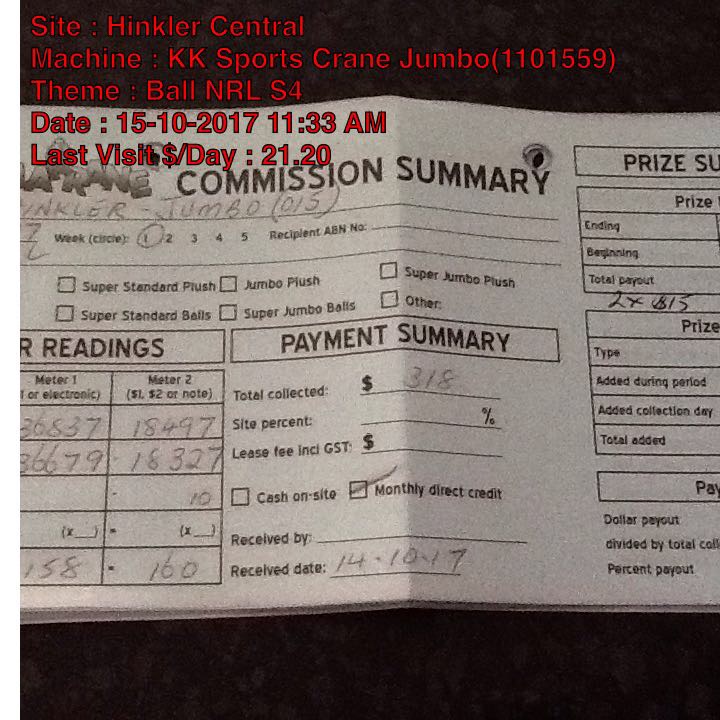 Site : Hinkler Central
Machine : KK Sports Crane Jumbo(1101559)
Theme : Ball NRL S4
Date : 15-10-2017 11:33 AM
Last Visit $/Day : 21.20
COMMISSION SUMMARY
INKLER - JUMBO (015)
Week (circle): 1 2 3 4 5 Recipient ABN No:
Super Standard Plush Jumbo Plush Super Jumbo Plush
Super Standard Balls Super Jumbo Balls Other:
R READINGS
Meter 1 Meter 2
or electronic) ($1, $2 or note)
36837 18497
36679 - 18327
- 10
(x__) = (x__)
158 - 160
PAYMENT SUMMARY
Total collected: $ 318
Site percent: %
Lease fee incl GST: $
Cash on-site Monthly direct credit
Received by:
Received date: 14-10-17
PRIZE SU
Prize
Ending
Beginning
Total payout
2x $15
Prize
Type
Added during period
Added collection day
Total added
Pay
Dollar payout
divided by total coll
Percent payout